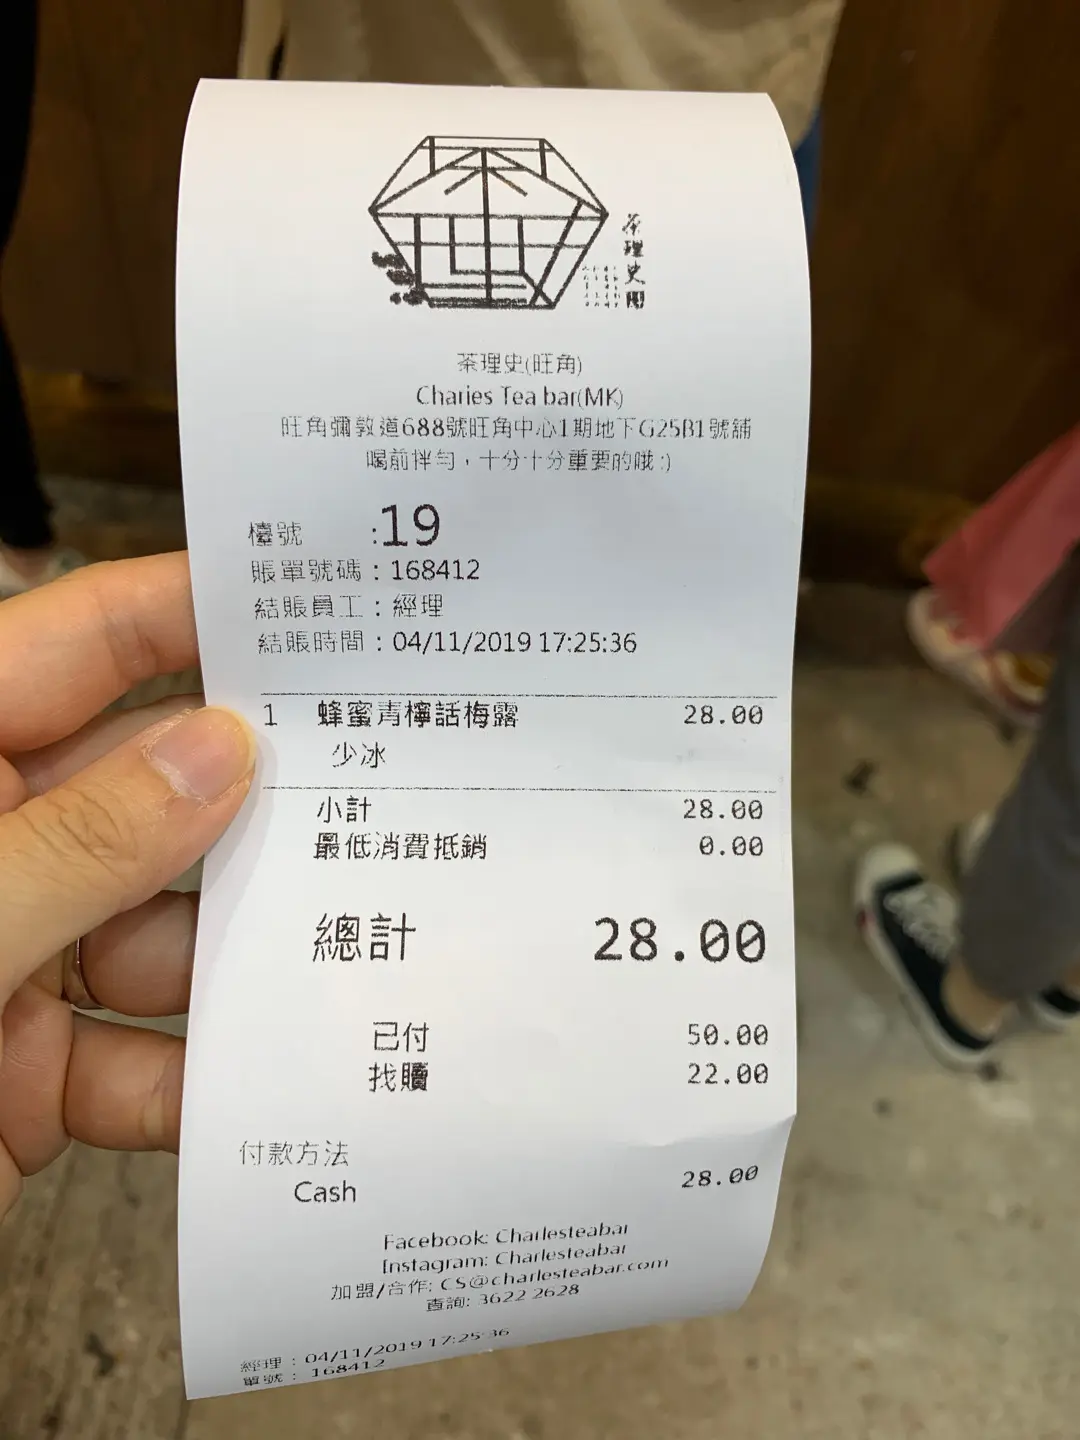 茶理史
茶理史(旺角)
Charles Tea bar(MK)
旺角彌敦道688號旺角中心1期地下G25B1號舖
喝前拌勻，十分十分重要的哦:)
檯號 :19
賬單號碼：168412
結賬員工：經理
結賬時間：04/11/2019 17:25:36
1 蜂蜜青檸話梅露 28.00
少冰
小計 28.00
最低消費抵銷 0.00
總計 28.00
已付 50.00
找贖 22.00
付款方法
Cash 28.00
Facebook: Charlesteabar
Instagram: Charlesteabar
加盟/合作: CS@charlesteabar.com
查詢: 3622 2628
經理：04/11/2019 17:25:36
單號：168412